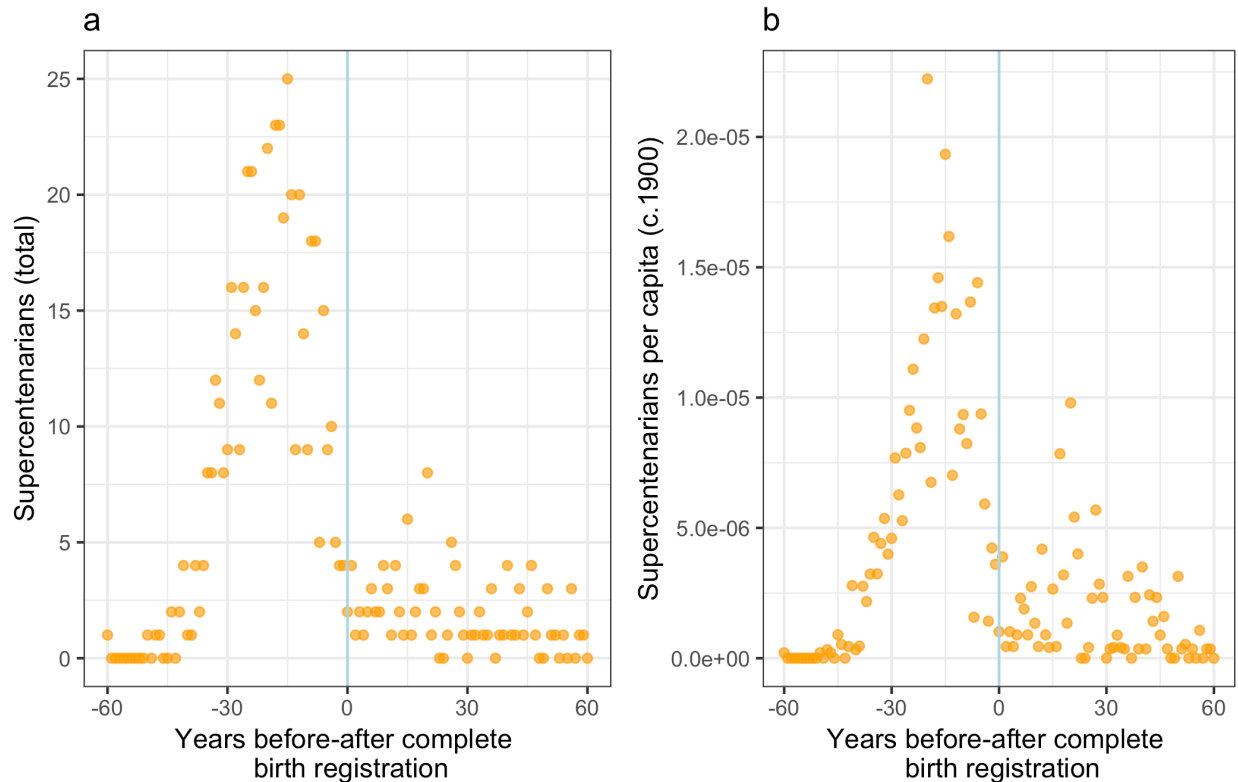 a
Supercentenarians (total)
25
20
15
10
5
0
-60
-30
0
30
60
Years before-after complete
birth registration
b
Supercentenarians per capita (c.1900)
2.0e-05
1.5e-05
1.0e-05
5.0e-06
0.0e+00
-60
-30
0
30
60
Years before-after complete
birth registration